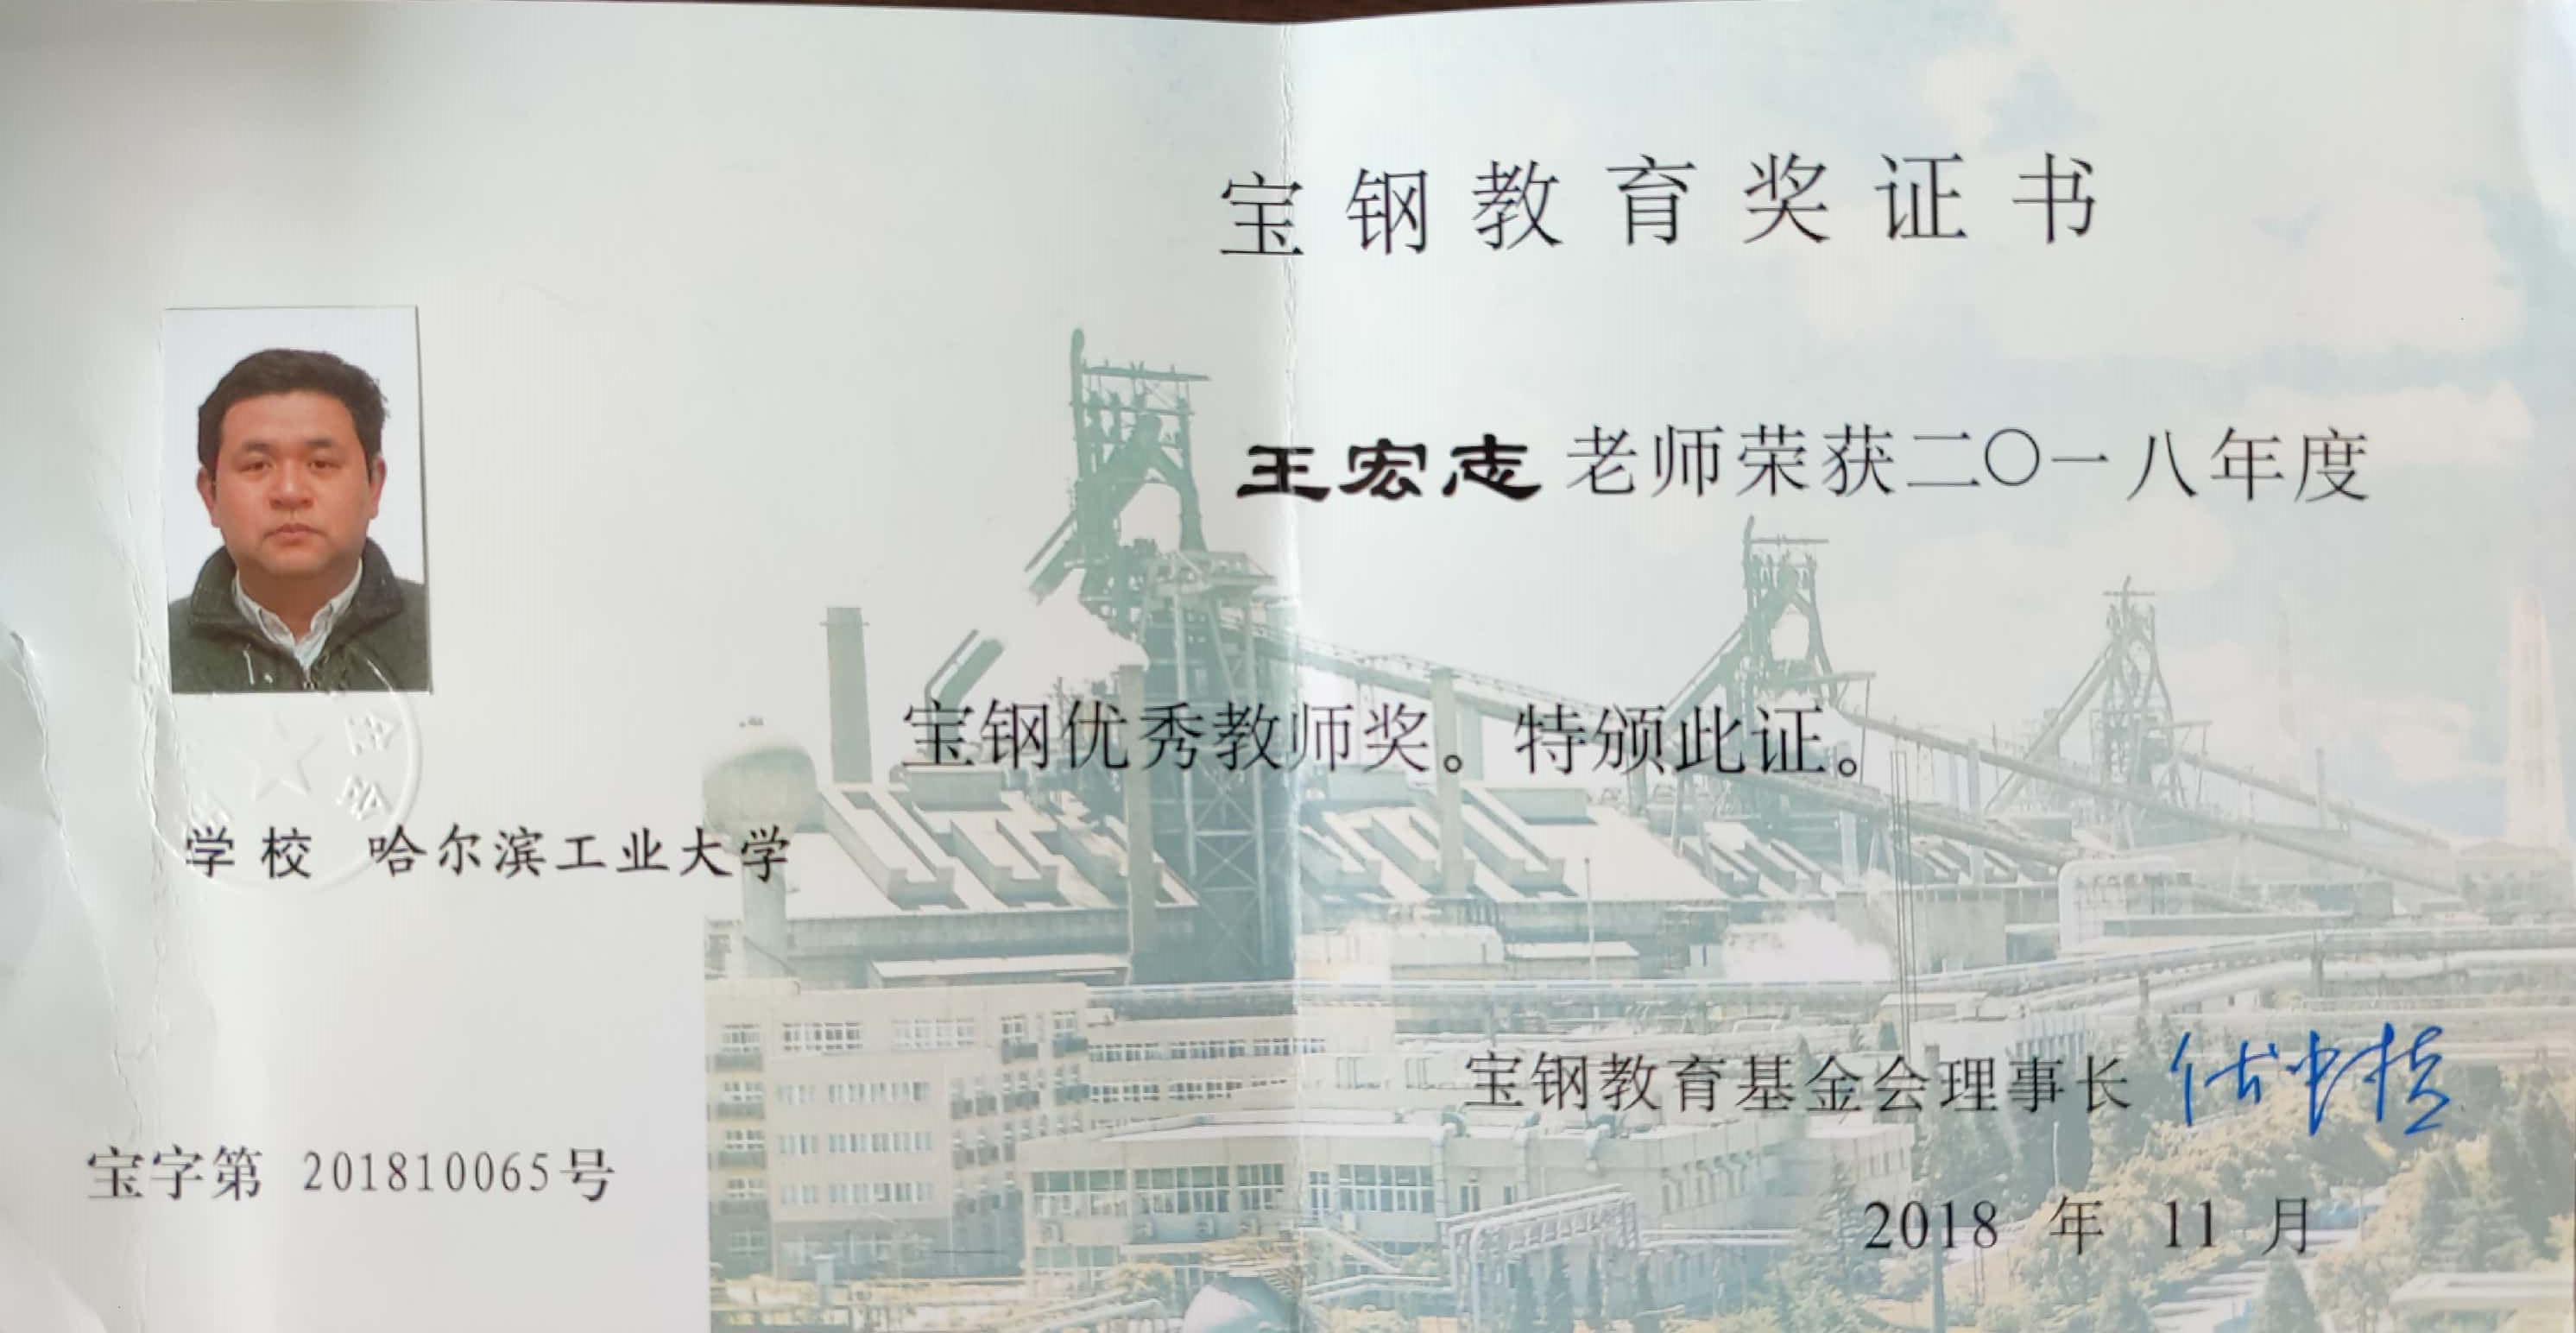 宝钢教育奖证书
王宏志 老师荣获二〇一八年度
宝钢优秀教师奖。特颁此证。
学校 哈尔滨工业大学
宝钢教育基金会理事长
宝字第 201810065号
2018 年 11 月